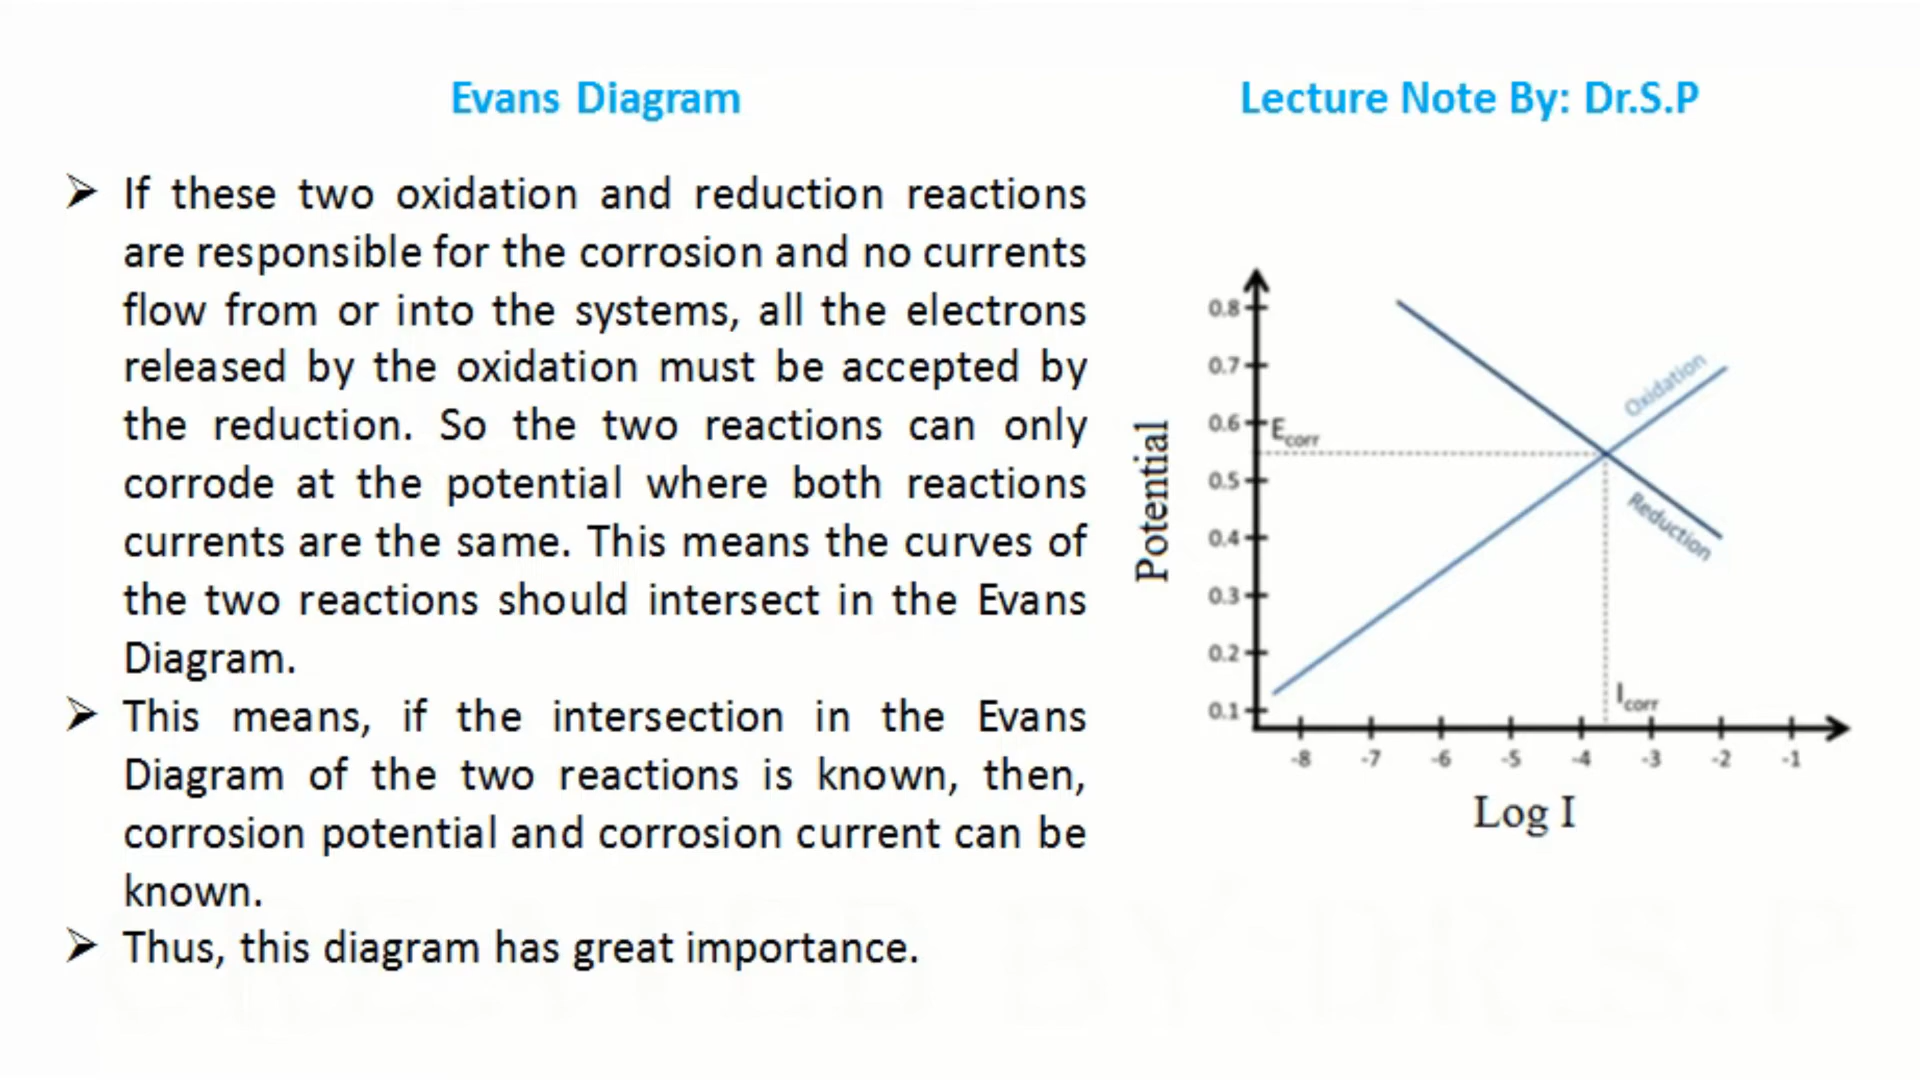 Evans Diagram
Lecture Note By: Dr.S.P
➢ If these two oxidation and reduction reactions
are responsible for the corrosion and no currents
flow from or into the systems, all the electrons
released by the oxidation must be accepted by
the reduction. So the two reactions can only
corrode at the potential where both reactions
currents are the same. This means the curves of
the two reactions should intersect in the Evans
Diagram.
➢ This means, if the intersection in the Evans
Diagram of the two reactions is known, then,
corrosion potential and corrosion current can be
known.
➢ Thus, this diagram has great importance.
Potential
0.8
0.7
0.6
0.5
0.4
0.3
0.2
0.1
Ecorr
Oxidation
Reduction
Icorr
-8 -7 -6 -5 -4 -3 -2 -1
Log I
CREATED BY:DR.S.P